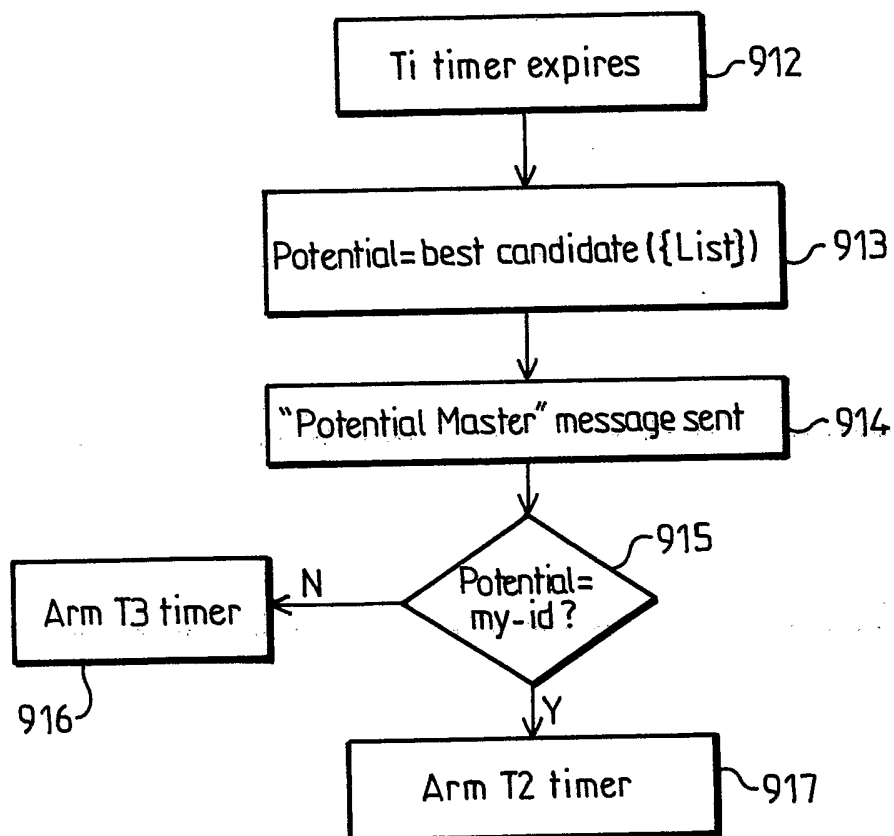 Ti timer expires
912
Potential=best candidate({List})
913
"Potential Master" message sent
914
915
Potential=
my-id?
N
Arm T3 timer
916
Y
Arm T2 timer
917